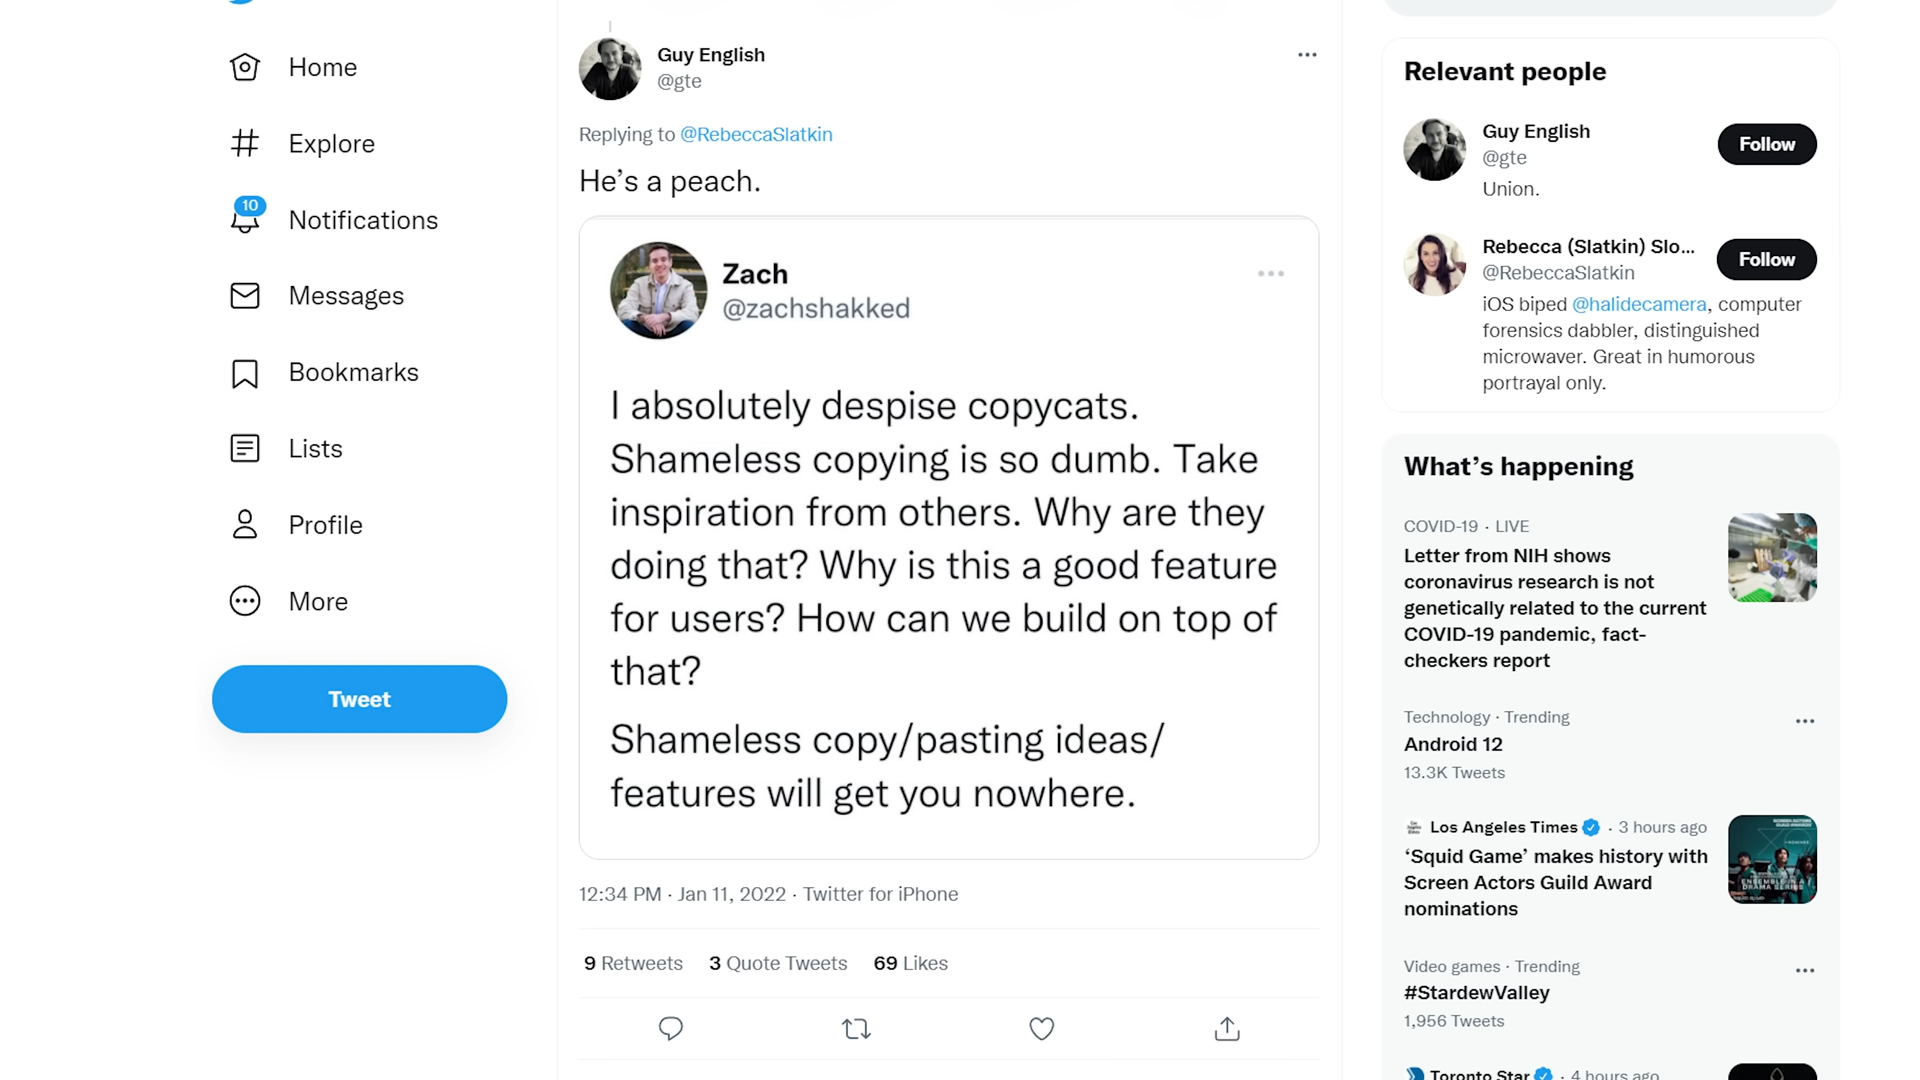 Home
Explore
10
Notifications
Messages
Bookmarks
Lists
Profile
More
Tweet
Guy English
@gte
Replying to @RebeccaSlatkin
He’s a peach.
Zach
@zachshakked
I absolutely despise copycats.
Shameless copying is so dumb. Take
inspiration from others. Why are they
doing that? Why is this a good feature
for users? How can we build on top of
that?
Shameless copy/pasting ideas/
features will get you nowhere.
12:34 PM · Jan 11, 2022 · Twitter for iPhone
9 Retweets 3 Quote Tweets 69 Likes
Relevant people
Guy English
@gte
Follow
Union.
Rebecca (Slatkin) Slo...
@RebeccaSlatkin
Follow
iOS biped @halidecamera, computer
forensics dabbler, distinguished
microwaver. Great in humorous
portrayal only.
What’s happening
COVID-19 · LIVE
Letter from NIH shows
coronavirus research is not
genetically related to the current
COVID-19 pandemic, fact-
checkers report
Technology · Trending
Android 12
13.3K Tweets
Los Angeles Times · 3 hours ago
‘Squid Game’ makes history with
Screen Actors Guild Award
nominations
ENSEMBLE IN A
DRAMA SERIES
Video games · Trending
#StardewValley
1,956 Tweets
Toronto Star · 4 hours ago